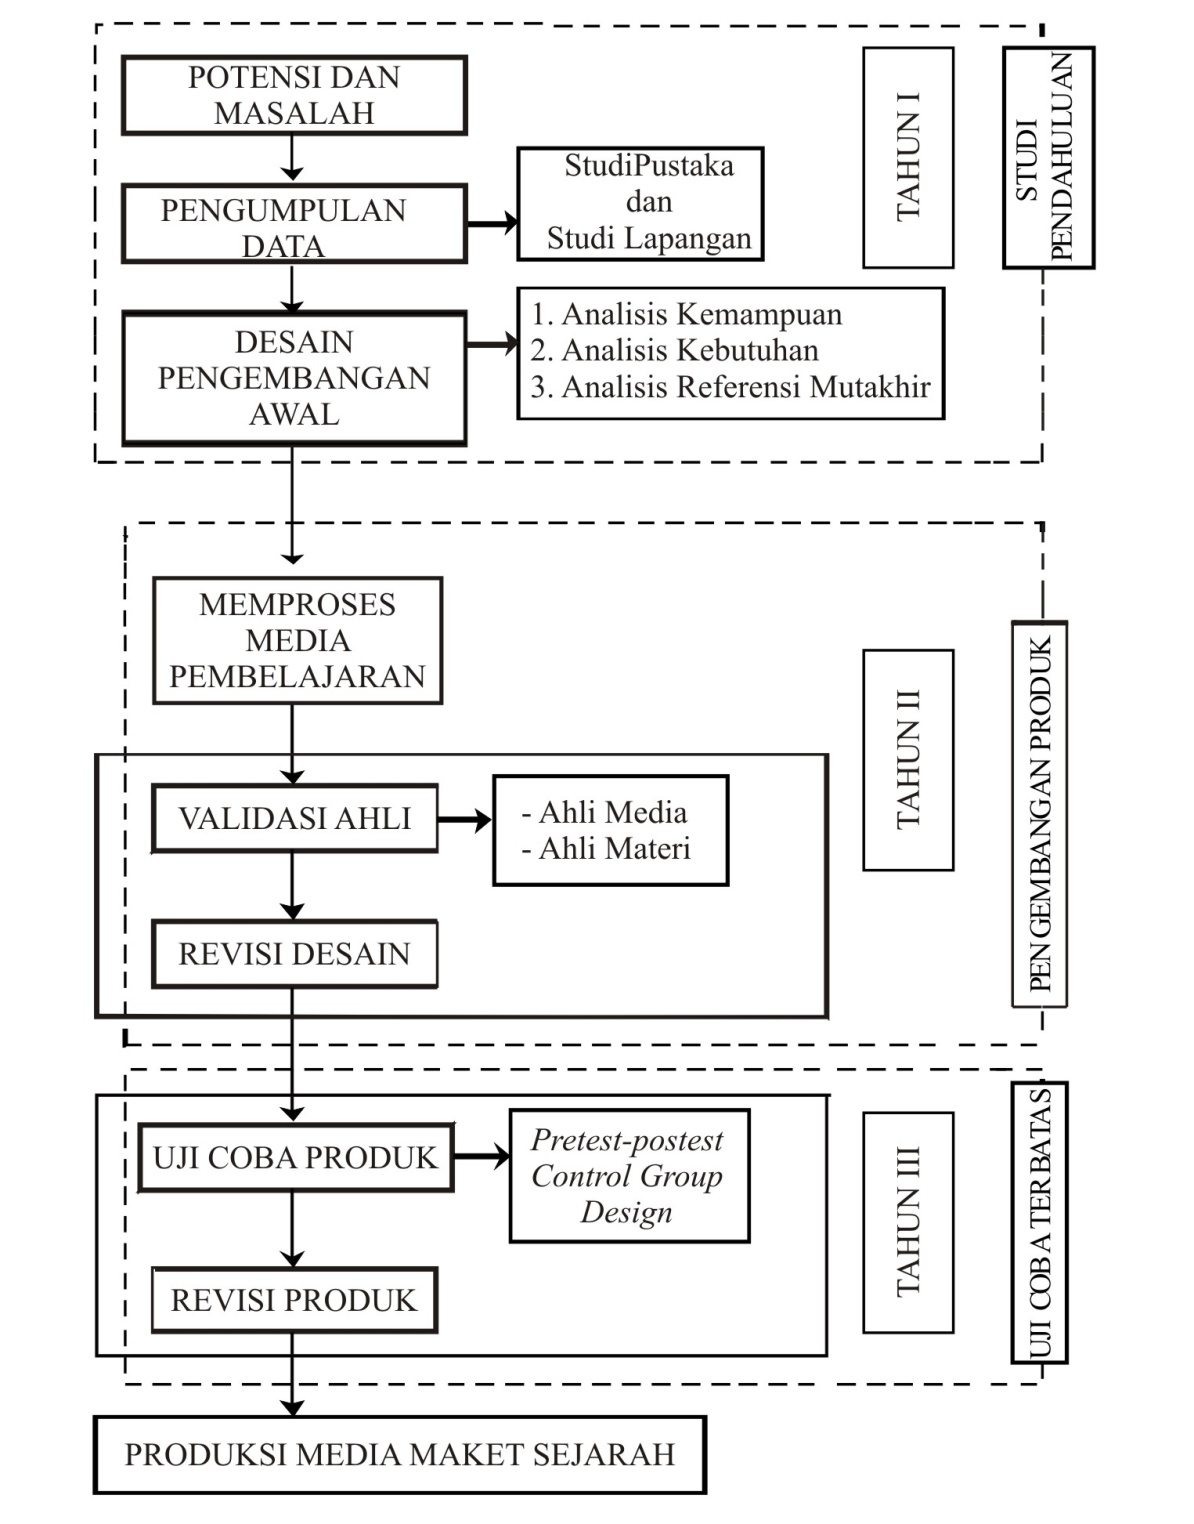 POTENSI DAN
MASALAH
TAHUN I
STUDI
PENDAHULUAN
PENGUMPULAN
DATA
StudiPustaka
dan
Studi Lapangan
DESAIN
PENGEMBANGAN
AWAL
1. Analisis Kemampuan
2. Analisis Kebutuhan
3. Analisis Referensi Mutakhir
MEMPROSES
MEDIA
PEMBELAJARAN
TAHUN II
PENGEMBANGAN PRODUK
VALIDASI AHLI
- Ahli Media
- Ahli Materi
REVISI DESAIN
UJI COBA PRODUK
Pretest-postest
Control Group
Design
TAHUN III
UJI COBA TERBATAS
REVISI PRODUK
PRODUKSI MEDIA MAKET SEJARAH